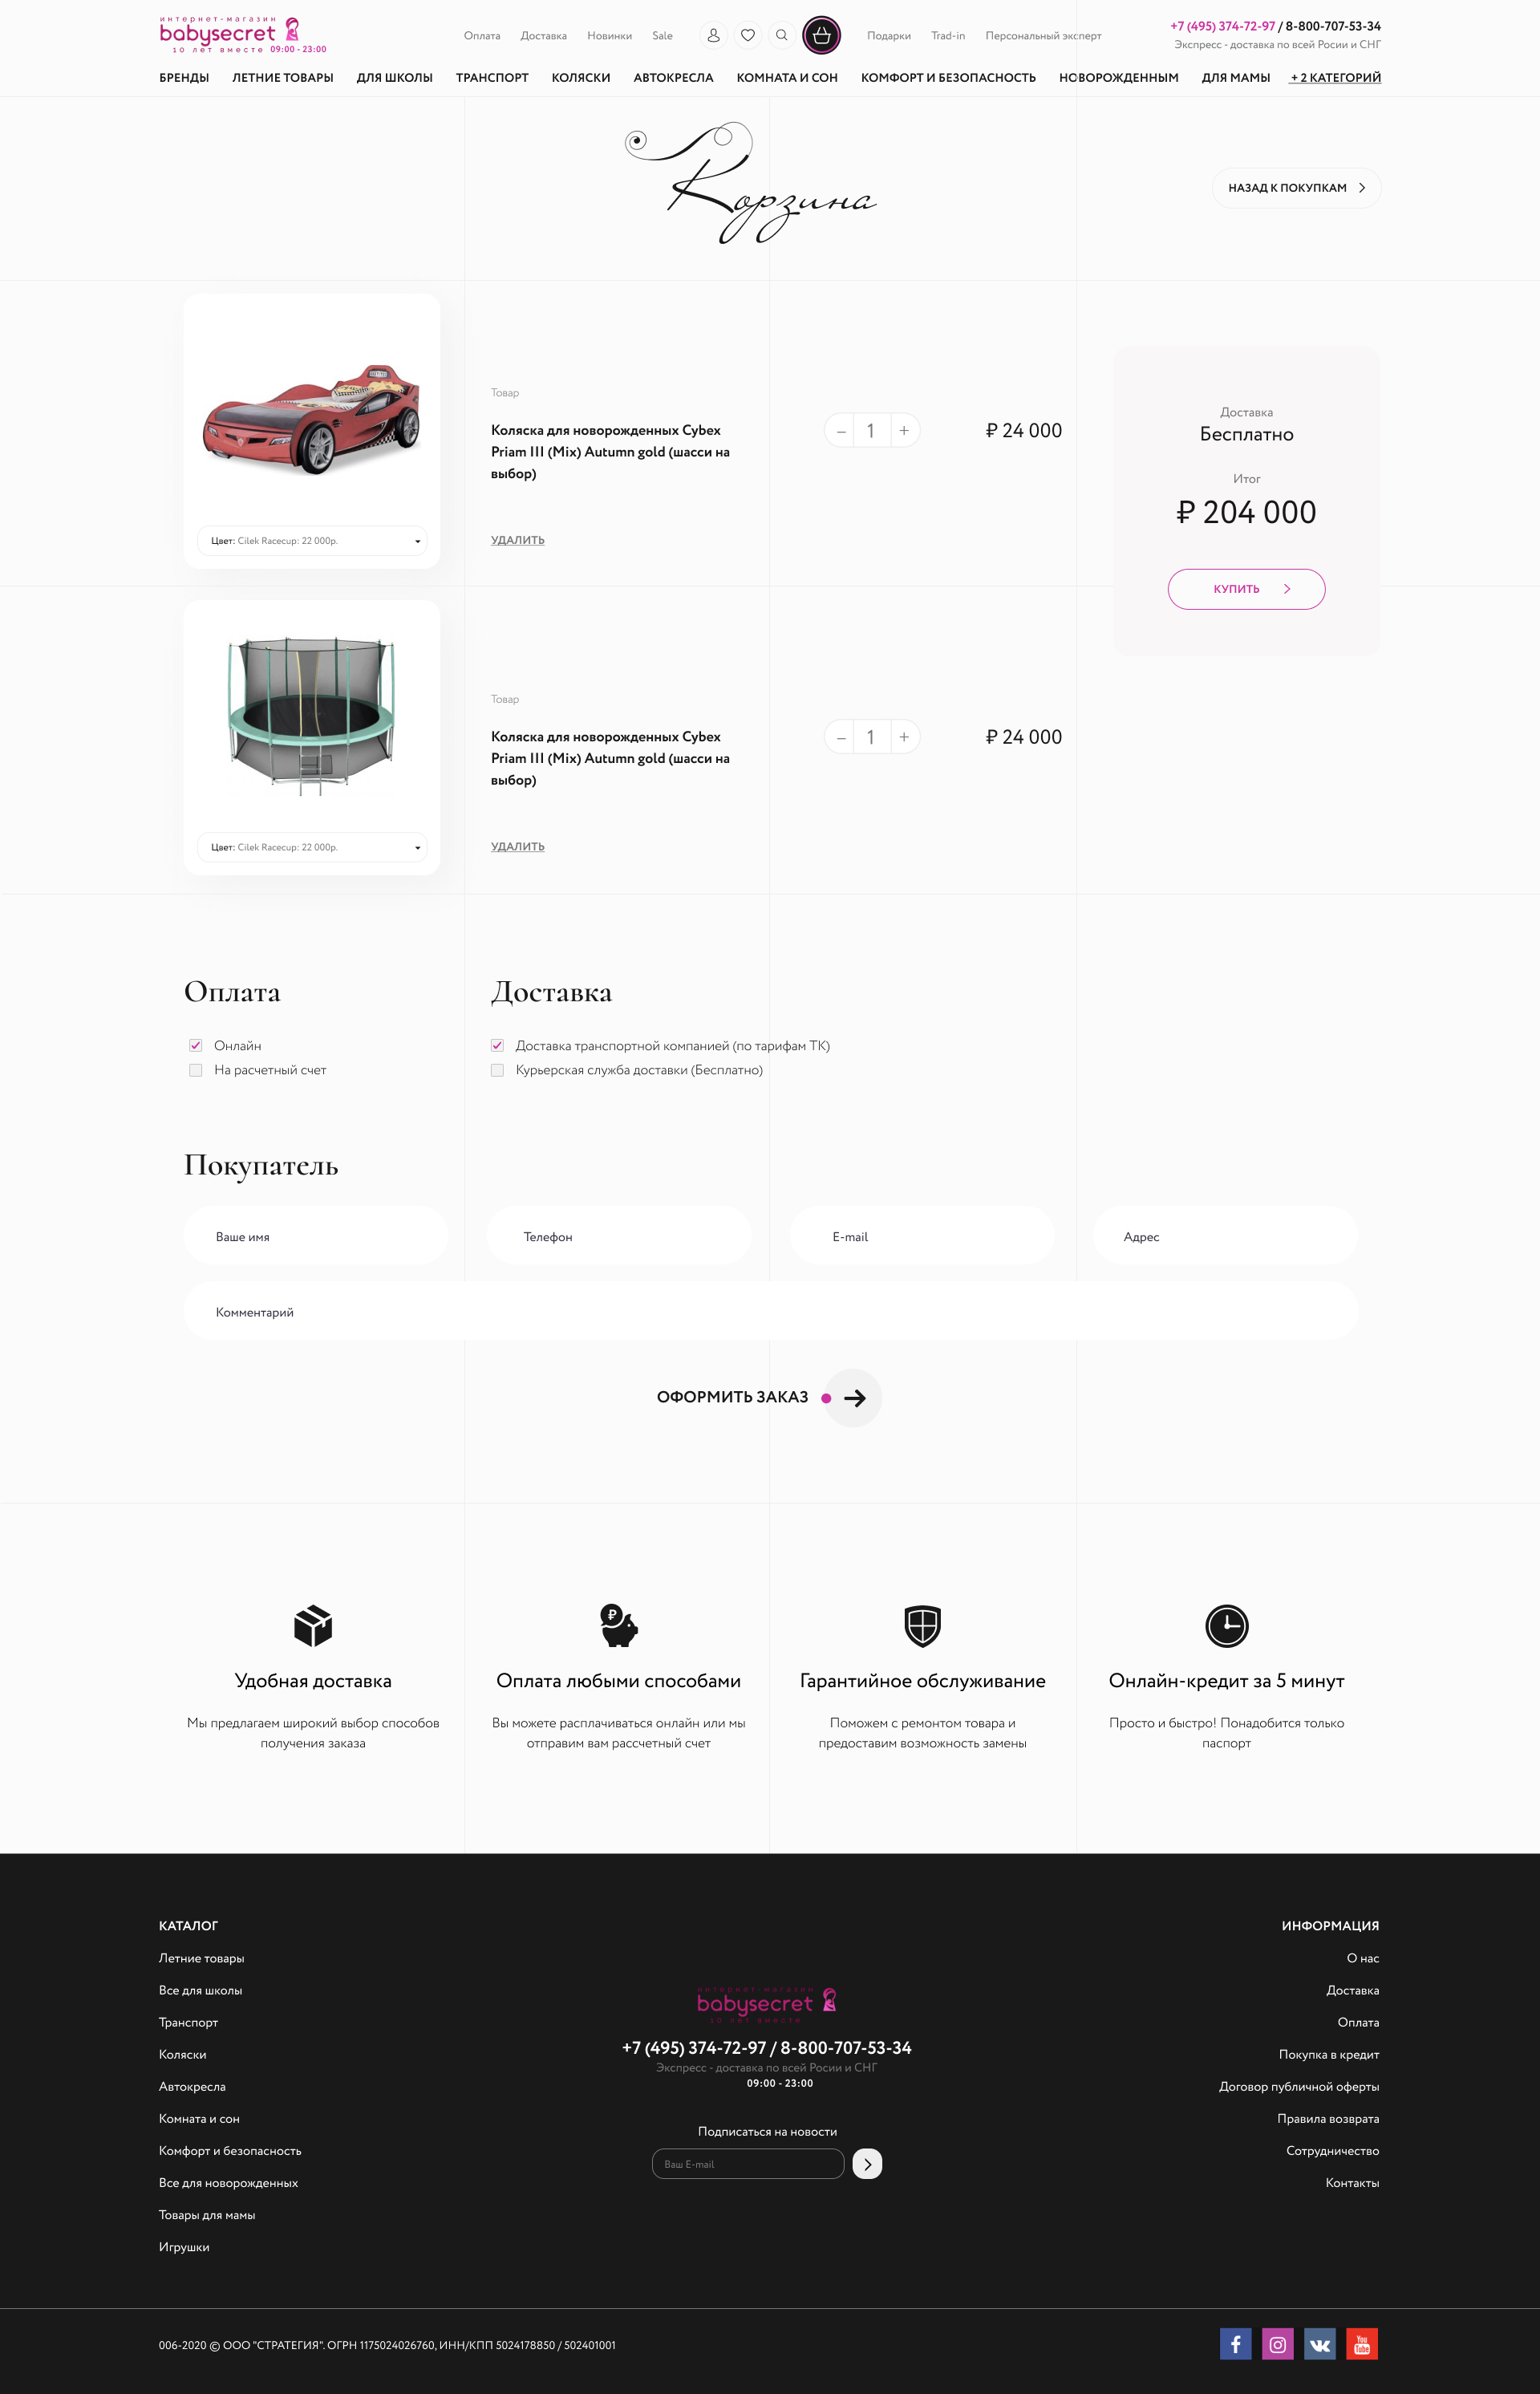 интернет-магазин
babysecret
10 лет вместе 09:00 - 23:00
Оплата Доставка Новинки Sale Подарки Trad-in Персональный эксперт
+7 (495) 374-72-97 / 8-800-707-53-34
Экспресс - доставка по всей Росии и СНГ
БРЕНДЫ ЛЕТНИЕ ТОВАРЫ ДЛЯ ШКОЛЫ ТРАНСПОРТ КОЛЯСКИ АВТОКРЕСЛА КОМНАТА И СОН КОМФОРТ И БЕЗОПАСНОСТЬ НОВОРОЖДЕННЫМ ДЛЯ МАМЫ + 2 КАТЕГОРИЙ
Корзина
НАЗАД К ПОКУПКАМ
Товар
Коляска для новорожденных Cybex
Priam III (Mix) Autumn gold (шасси на
выбор)
– 1 +
₽ 24 000
УДАЛИТЬ
Цвет: Cilek Racecup: 22 000р.
Доставка
Бесплатно
Итог
₽ 204 000
КУПИТЬ
Товар
Коляска для новорожденных Cybex
Priam III (Mix) Autumn gold (шасси на
выбор)
– 1 +
₽ 24 000
УДАЛИТЬ
Цвет: Cilek Racecup: 22 000р.
Оплата
Онлайн
На расчетный счет
Доставка
Доставка транспортной компанией (по тарифам ТК)
Курьерская служба доставки (Бесплатно)
Покупатель
Ваше имя Телефон E-mail Адрес
Комментарий
ОФОРМИТЬ ЗАКАЗ
₽
Удобная доставка
Мы предлагаем широкий выбор способов
получения заказа
Оплата любыми способами
Вы можете расплачиваться онлайн или мы
отправим вам рассчетный счет
Гарантийное обслуживание
Поможем с ремонтом товара и
предоставим возможность замены
Онлайн-кредит за 5 минут
Просто и быстро! Понадобится только
паспорт
КАТАЛОГ
Летние товары
Все для школы
Транспорт
Коляски
Автокресла
Комната и сон
Комфорт и безопасность
Все для новорожденных
Товары для мамы
Игрушки
интернет-магазин
babysecret
10 лет вместе
+7 (495) 374-72-97 / 8-800-707-53-34
Экспресс - доставка по всей Росии и СНГ
09:00 - 23:00
Подписаться на новости
Ваш E-mail
ИНФОРМАЦИЯ
О нас
Доставка
Оплата
Покупка в кредит
Договор публичной оферты
Правила возврата
Сотрудничество
Контакты
006-2020 © ООО "СТРАТЕГИЯ". ОГРН 1175024026760, ИНН/КПП 5024178850 / 502401001
You
Tube